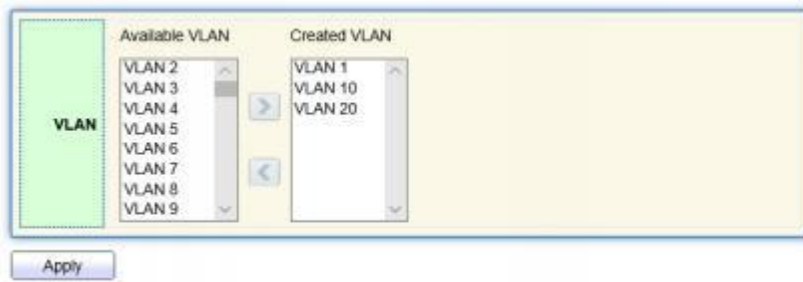 Available VLAN
Created VLAN
VLAN
VLAN 2
VLAN 3
VLAN 4
VLAN 5
VLAN 6
VLAN 7
VLAN 8
VLAN 9
>
<
VLAN 1
VLAN 10
VLAN 20
Apply